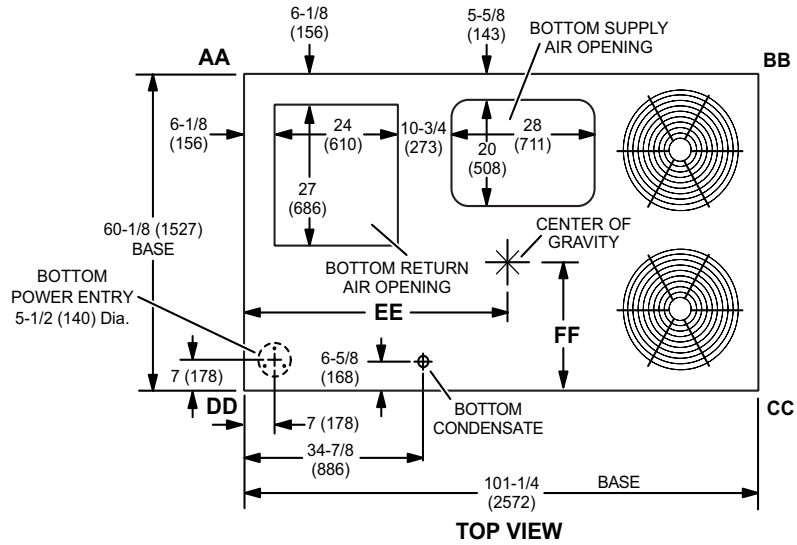 6-1/8
(156)
5-5/8
(143)
BOTTOM SUPPLY
AIR OPENING
AA
BB
6-1/8
(156)
24
(610)
10-3/4
(273)
28
(711)
20
(508)
27
(686)
60-1/8 (1527)
BASE
CENTER OF
GRAVITY
BOTTOM RETURN
AIR OPENING
BOTTOM
POWER ENTRY
5-1/2 (140) Dia.
EE
FF
6-5/8
(168)
7 (178)
DD
7 (178)
BOTTOM
CONDENSATE
CC
34-7/8
(886)
101-1/4
(2572)
BASE
TOP VIEW